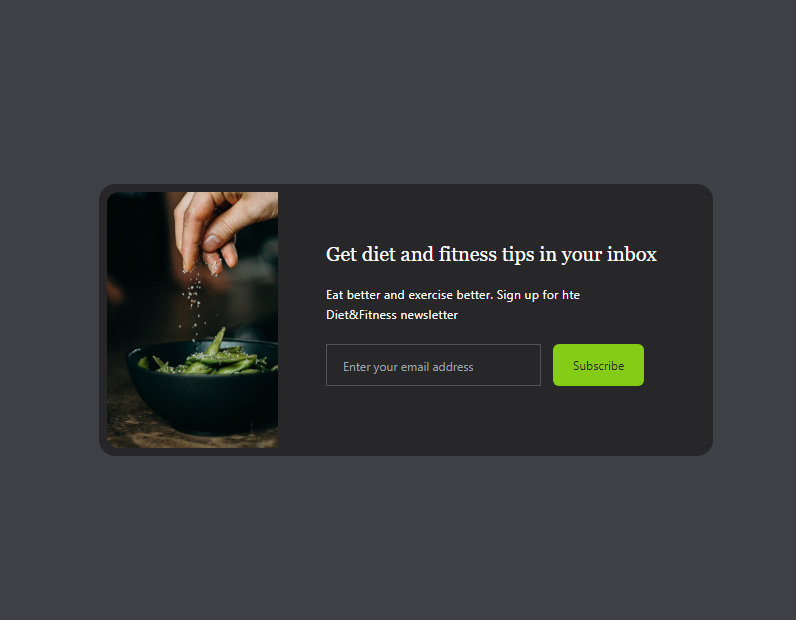 Get diet and fitness tips in your inbox
Eat better and exercise better. Sign up for hte
Diet&Fitness newsletter
Enter your email address
Subscribe